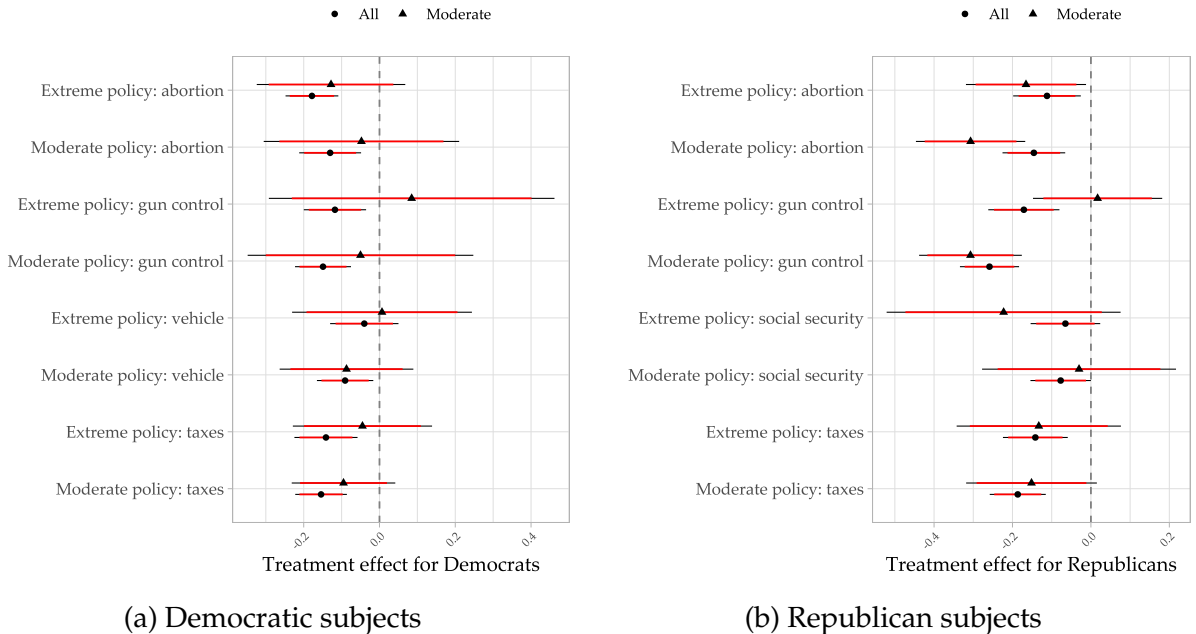 All Moderate
Extreme policy: abortion
Moderate policy: abortion
Extreme policy: gun control
Moderate policy: gun control
Extreme policy: vehicle
Moderate policy: vehicle
Extreme policy: taxes
Moderate policy: taxes
-0.2 0.0 0.2 0.4
Treatment effect for Democrats
(a) Democratic subjects
All Moderate
Extreme policy: abortion
Moderate policy: abortion
Extreme policy: gun control
Moderate policy: gun control
Extreme policy: social security
Moderate policy: social security
Extreme policy: taxes
Moderate policy: taxes
-0.4 -0.2 0.0 0.2
Treatment effect for Republicans
(b) Republican subjects